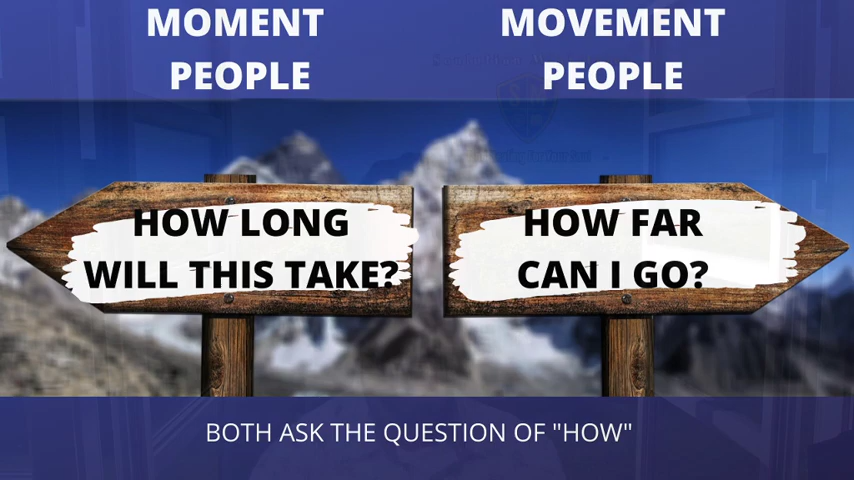 MOMENT
PEOPLE
MOVEMENT
PEOPLE
HOW LONG
WILL THIS TAKE?
HOW FAR
CAN I GO?
BOTH ASK THE QUESTION OF "HOW"